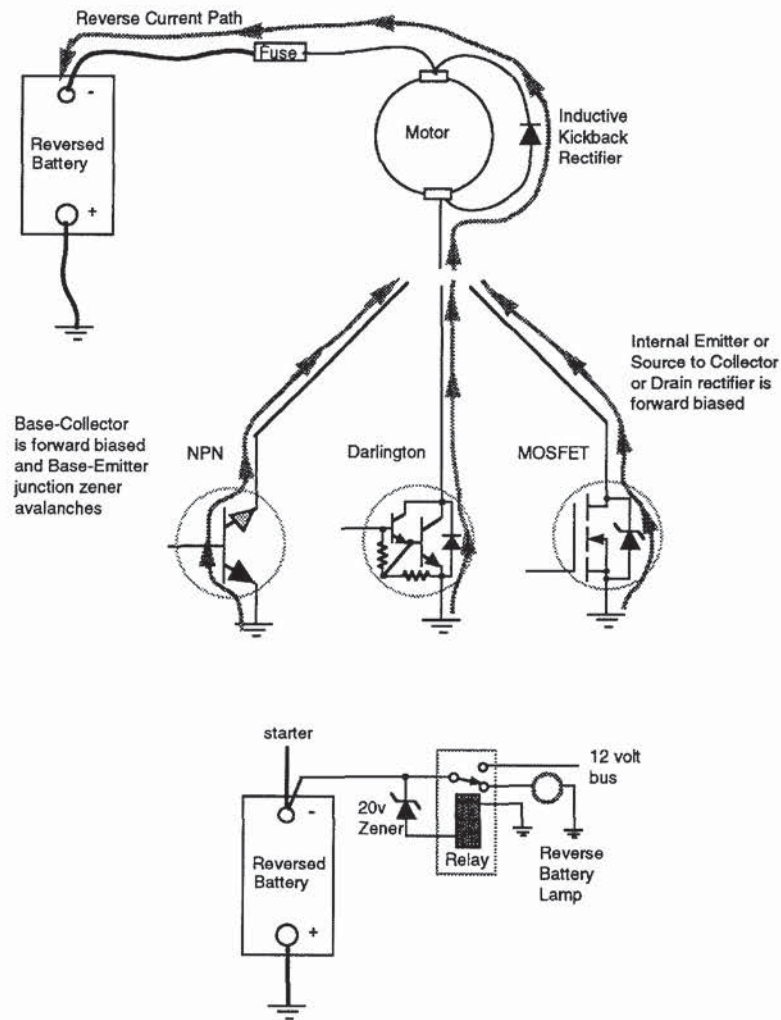 Reverse Current Path
Fuse
-
Reversed
Battery
+
Motor
Inductive
Kickback
Rectifier
Internal Emitter or
Source to Collector
or Drain rectifier is
forward biased
Base-Collector
is forward biased
and Base-Emitter
junction zener
avalanches
NPN
Darlington
MOSFET
starter
-
Reversed
Battery
+
20v
Zener
Relay
12 volt
bus
Reverse
Battery
Lamp